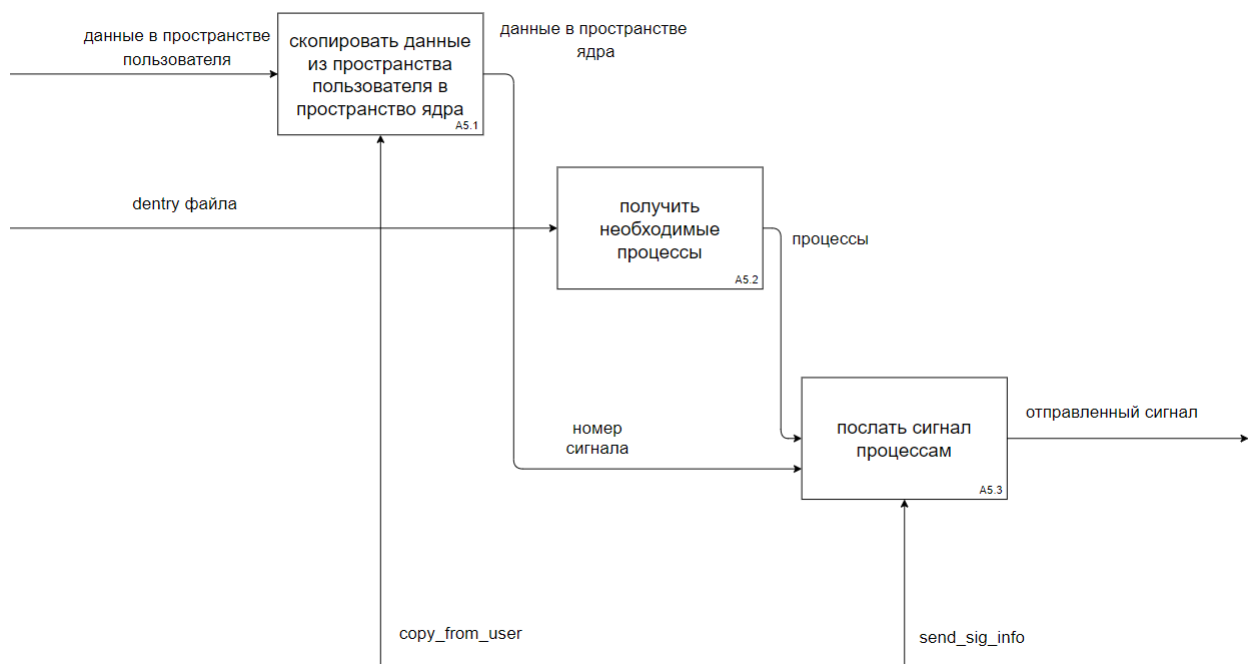 данные в пространстве
пользователя
скопировать данные
из пространства
пользователя в
пространство ядра
A5.1
данные в пространстве
ядра
dentry файла
получить
необходимые
процессы
A5.2
процессы
номер
сигнала
послать сигнал
процессам
A5.3
отправленный сигнал
copy_from_user
send_sig_info